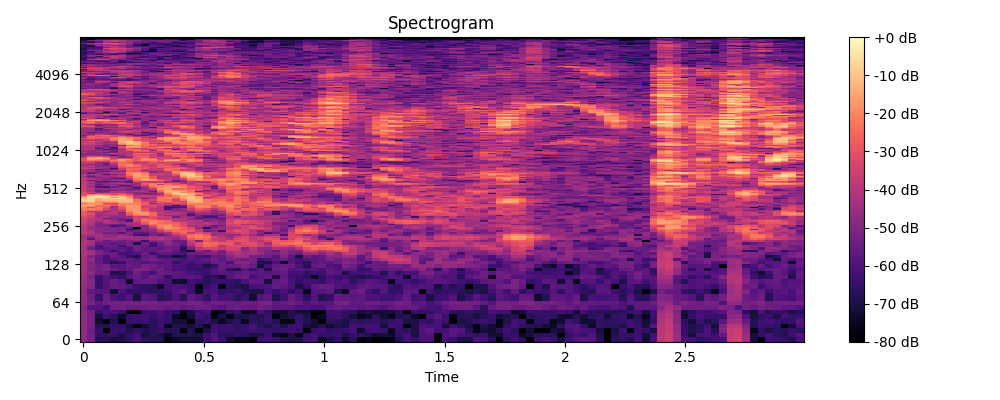 Spectrogram
Hz
4096
2048
1024
512
256
128
64
0
0
0.5
1
1.5
2
2.5
Time
+0 dB
-10 dB
-20 dB
-30 dB
-40 dB
-50 dB
-60 dB
-70 dB
-80 dB